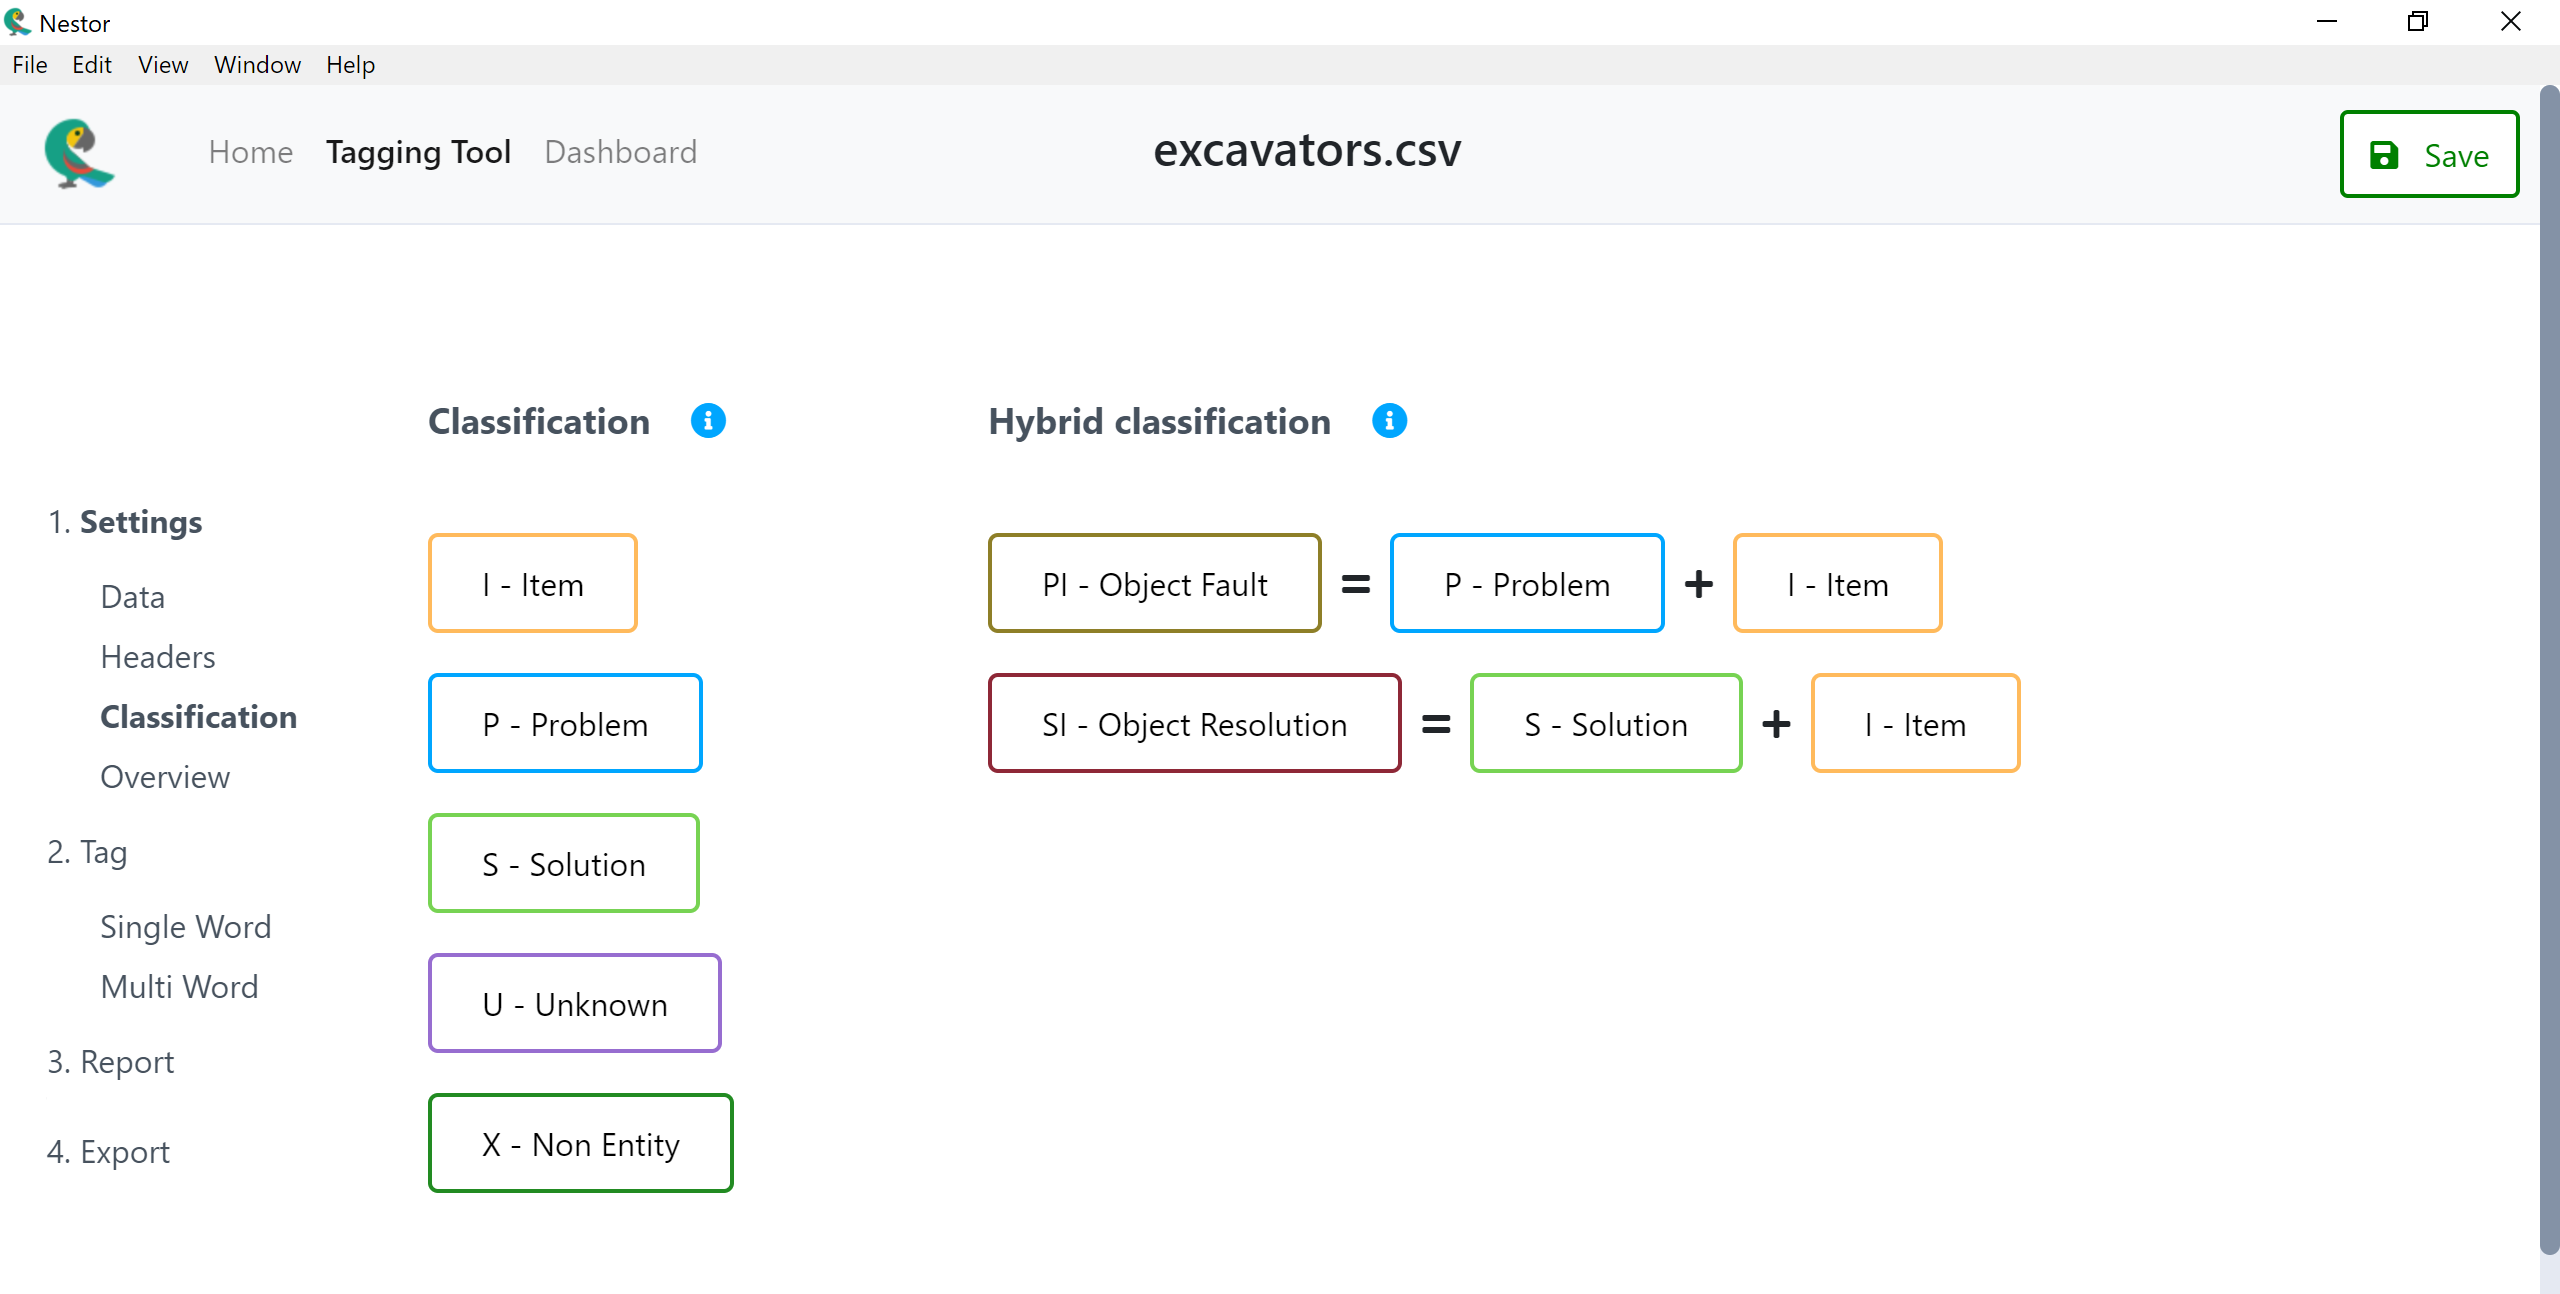 Nestor
File Edit View Window Help
Home Tagging Tool Dashboard excavators.csv Save
Classification Hybrid classification
1. Settings
Data
Headers
Classification
Overview
2. Tag
Single Word
Multi Word
3. Report
4. Export
I - Item
P - Problem
S - Solution
U - Unknown
X - Non Entity
PI - Object Fault = P - Problem + I - Item
SI - Object Resolution = S - Solution + I - Item